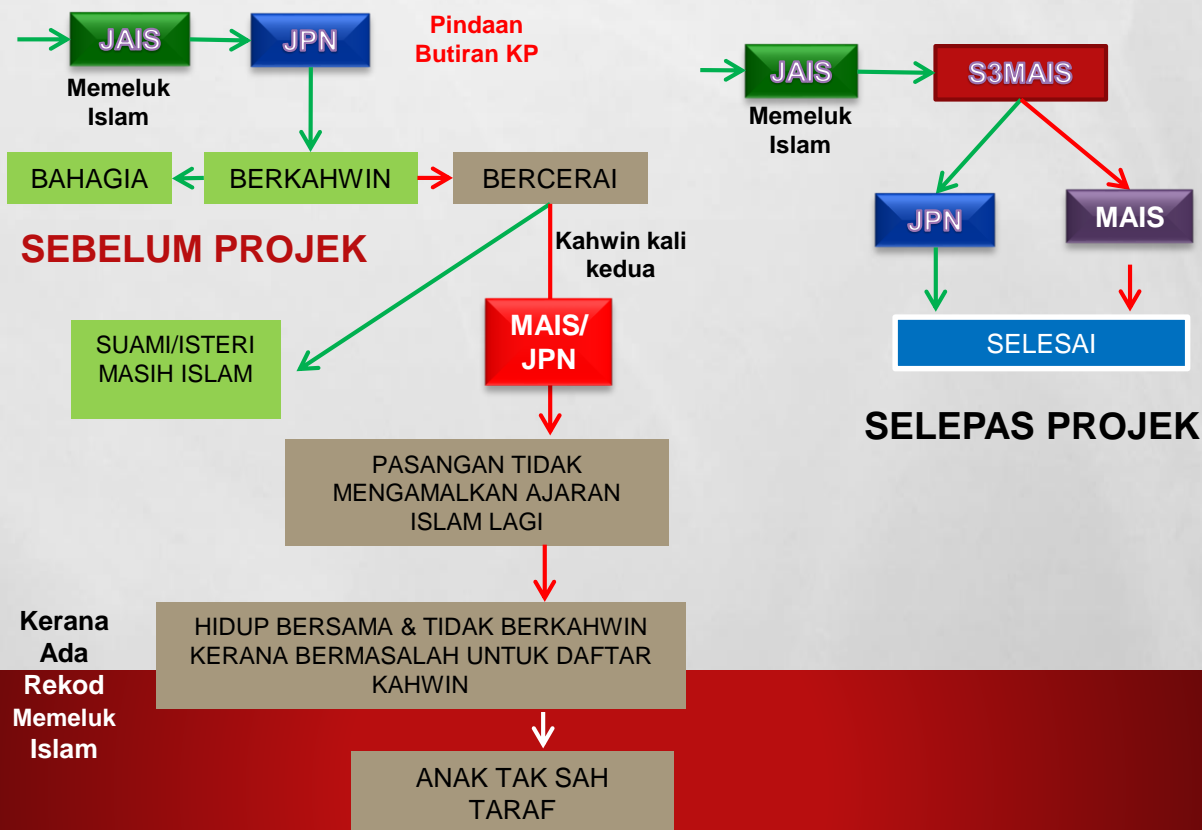 JAIS
JPN
Pindaan
Butiran KP
Memeluk
Islam
BAHAGIA
BERKAHWIN
BERCERAI
SEBELUM PROJEK
Kahwin kali
kedua
SUAMI/ISTERI
MASIH ISLAM
MAIS/
JPN
PASANGAN TIDAK
MENGAMALKAN AJARAN
ISLAM LAGI
Kerana
Ada
Rekod
Memeluk
Islam
HIDUP BERSAMA & TIDAK BERKAHWIN
KERANA BERMASALAH UNTUK DAFTAR
KAHWIN
ANAK TAK SAH
TARAF
JAIS
S3MAIS
Memeluk
Islam
JPN
MAIS
SELESAI
SELEPAS PROJEK